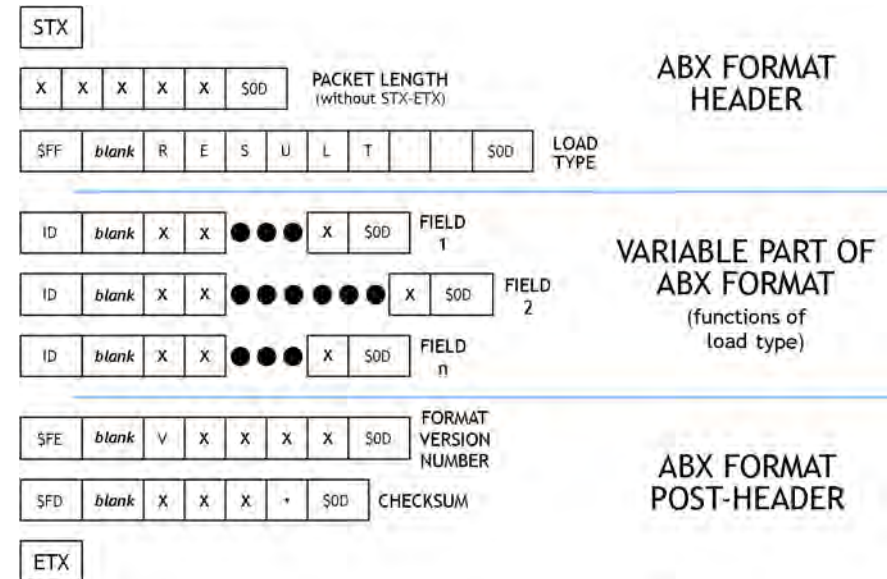 STX
X X X X X $0D PACKET LENGTH
(without STX-ETX)
ABX FORMAT
HEADER
$FF blank R E S U L T $0D LOAD
TYPE
ID blank X X X $0D FIELD
1
ID blank X X X $0D FIELD
2
ID blank X X X $0D FIELD
n
VARIABLE PART OF
ABX FORMAT
(functions of
load type)
$FE blank V X X X X $0D FORMAT
VERSION
NUMBER
$FD blank X X X $0D CHECKSUM
ABX FORMAT
POST-HEADER
ETX